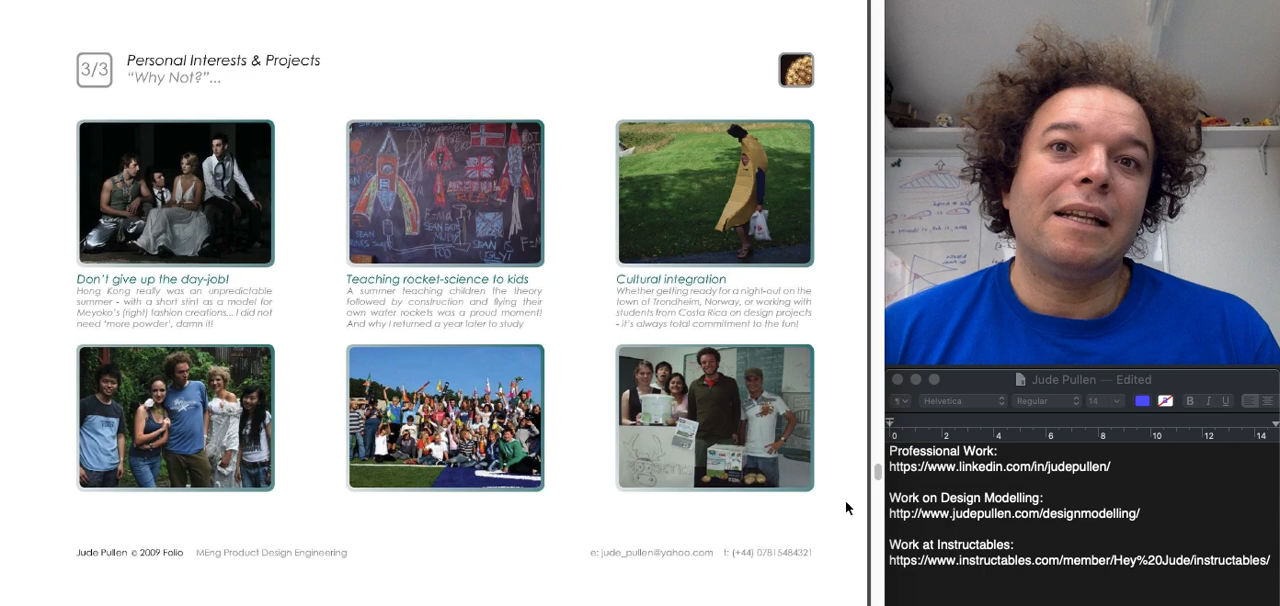 3/3
Personal Interests & Projects
“Why Not?”...
Don’t give up the day-job!
Hong Kong really was an unpredictable
summer - with a short stint as a model for
Meyoko’s (right) fashion creations... I did not
need ‘more powder’, damn it!
Teaching rocket-science to kids
A summer teaching children the theory
followed by construction and flying their
own water rockets was a proud moment!
And why I returned a year later to study
Cultural integration
Whether getting ready for a night-out on the
town of Trondheim, Norway, or working with
students from Costa Rica on design projects
- it’s always total commitment to the fun!
Jude Pullen © 2009 Folio MEng Product Design Engineering
e: jude_pullen@yahoo.com t: (+44) 07815484321
Jude Pullen — Edited
Helvetica Regular 14 B I U
0 2 4 6 8 10 12 14
Professional Work:
https://www.linkedin.com/in/judepullen/
Work on Design Modelling:
http://www.judepullen.com/designmodelling/
Work at Instructables:
https://www.instructables.com/member/Hey%20Jude/instructables/